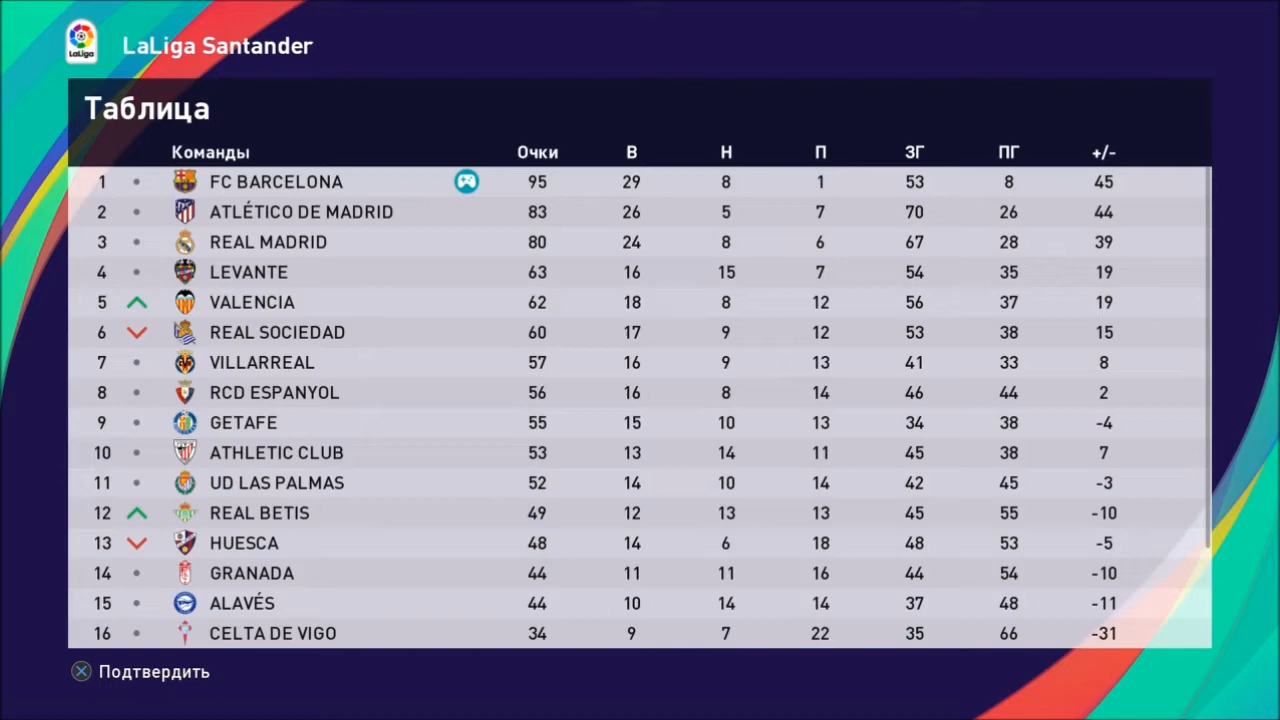 LaLiga LaLiga Santander
Таблица
Команды Очки В Н П ЗГ ПГ +/-
1 FC BARCELONA 95 29 8 1 53 8 45
2 ATLÉTICO DE MADRID 83 26 5 7 70 26 44
3 REAL MADRID 80 24 8 6 67 28 39
4 LEVANTE 63 16 15 7 54 35 19
5 VALENCIA 62 18 8 12 56 37 19
6 REAL SOCIEDAD 60 17 9 12 53 38 15
7 VILLARREAL 57 16 9 13 41 33 8
8 RCD ESPANYOL 56 16 8 14 46 44 2
9 GETAFE 55 15 10 13 34 38 -4
10 ATHLETIC CLUB 53 13 14 11 45 38 7
11 UD LAS PALMAS 52 14 10 14 42 45 -3
12 REAL BETIS 49 12 13 13 45 55 -10
13 HUESCA 48 14 6 18 48 53 -5
14 GRANADA 44 11 11 16 44 54 -10
15 ALAVÉS 44 10 14 14 37 48 -11
16 CELTA DE VIGO 34 9 7 22 35 66 -31
Подтвердить